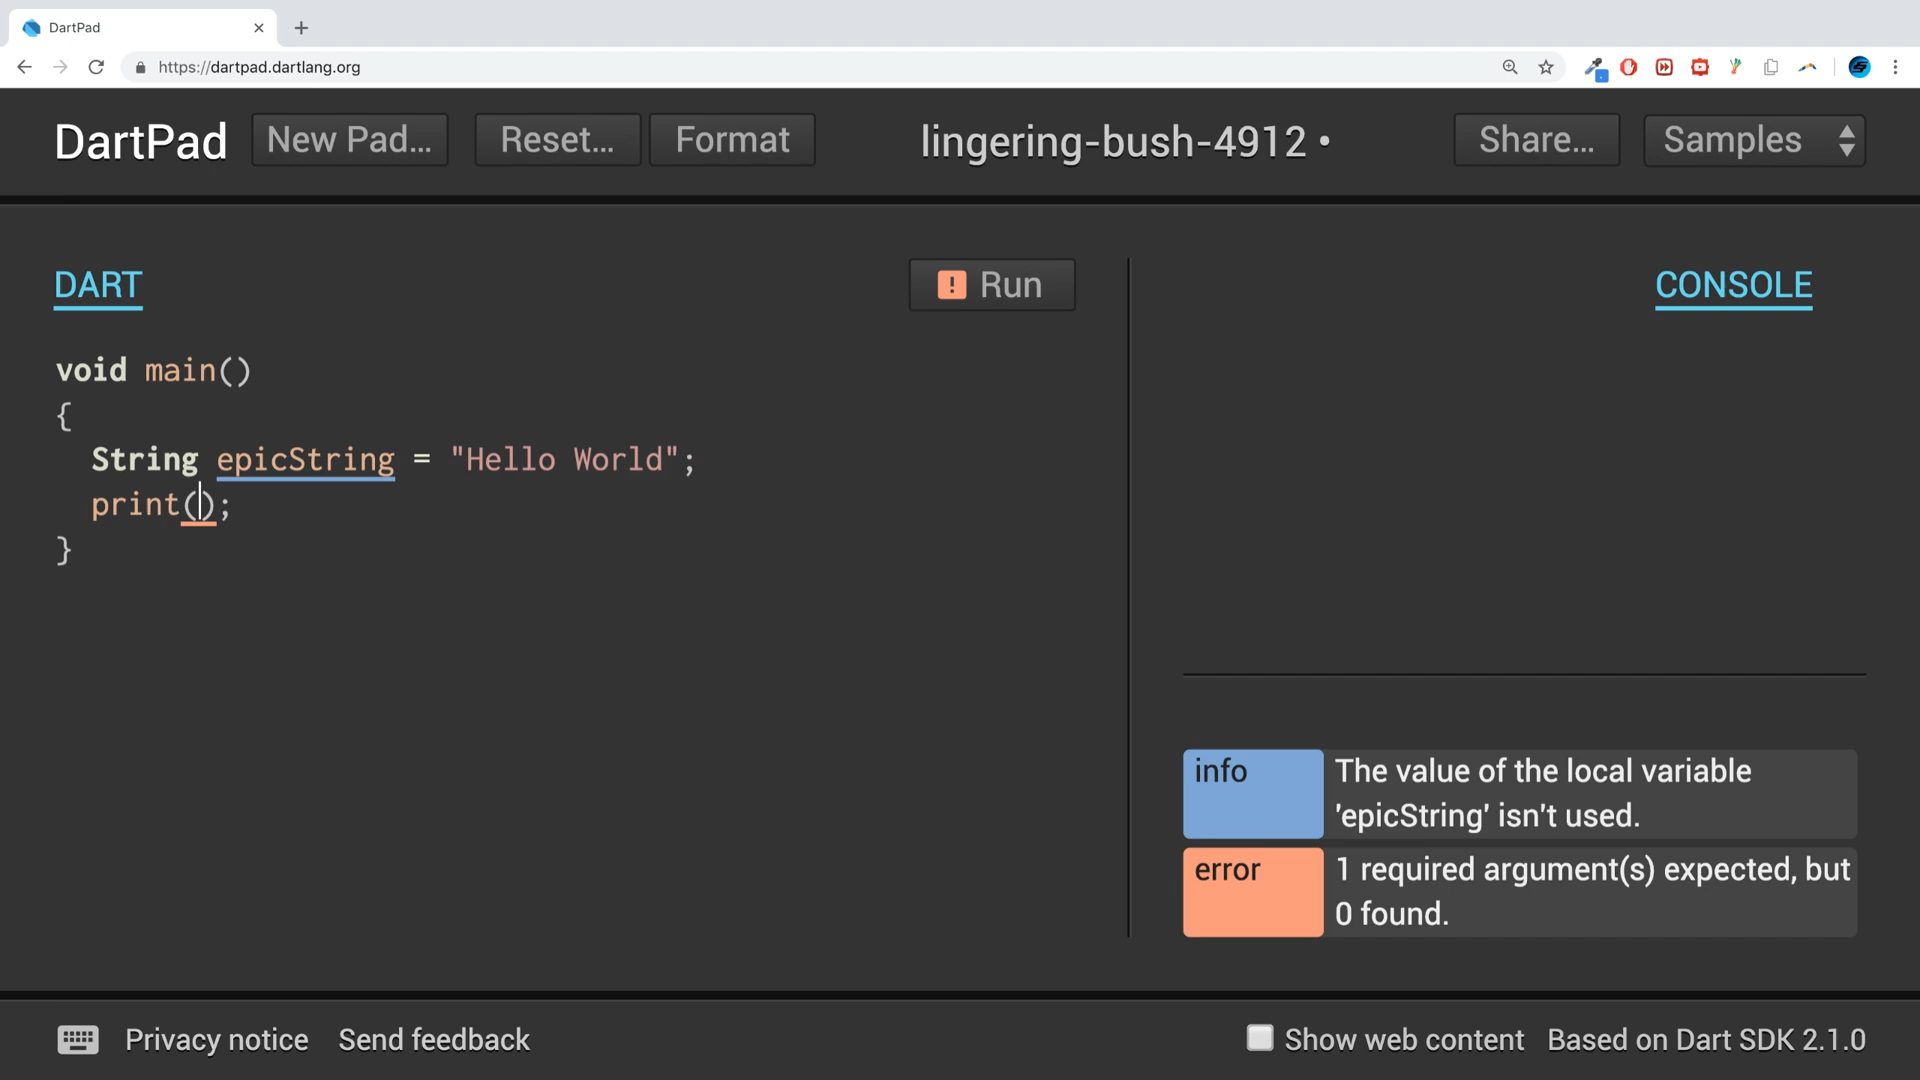 DartPad
https://dartpad.dartlang.org
DartPad
New Pad...
Reset...
Format
lingering-bush-4912 •
Share...
Samples
DART
! Run
CONSOLE
void main()
{
String epicString = "Hello World";
print();
}
info
The value of the local variable
'epicString' isn't used.
error
1 required argument(s) expected, but
0 found.
Privacy notice
Send feedback
Show web content
Based on Dart SDK 2.1.0